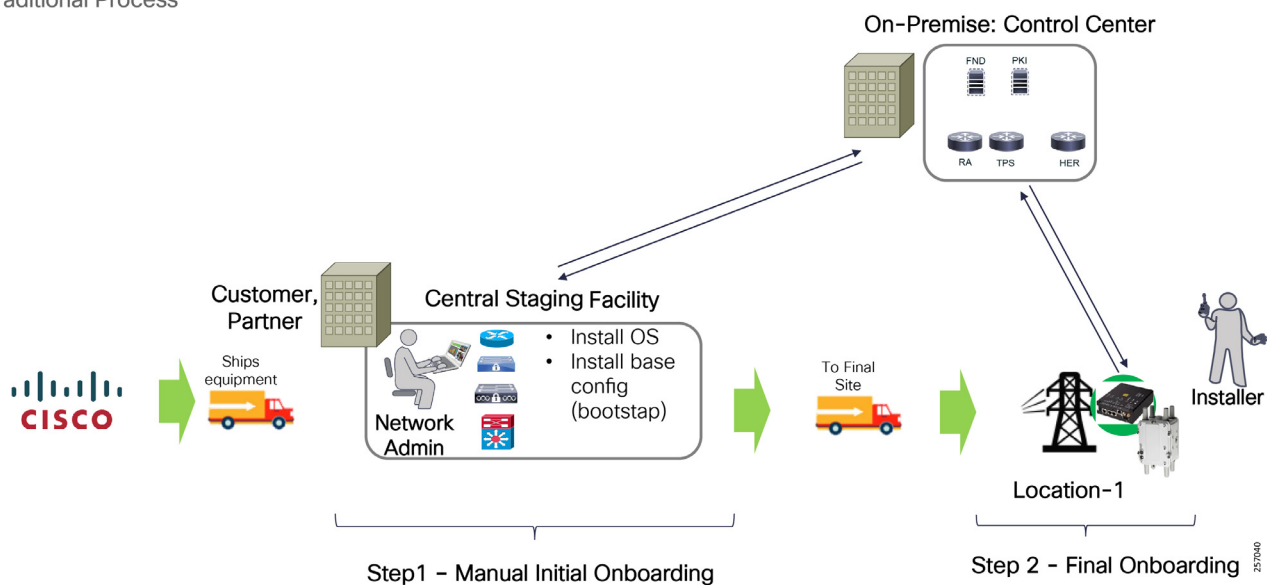 On-Premise: Control Center
FND
PKI
RA
TPS
HER
Customer,
Partner
Central Staging Facility
• Install OS
• Install base
config
(bootstap)
Network
Admin
Ships
equipment
CISCO
To Final
Site
Installer
Location-1
Step1 - Manual Initial Onboarding
Step 2 - Final Onboarding
257040
Process